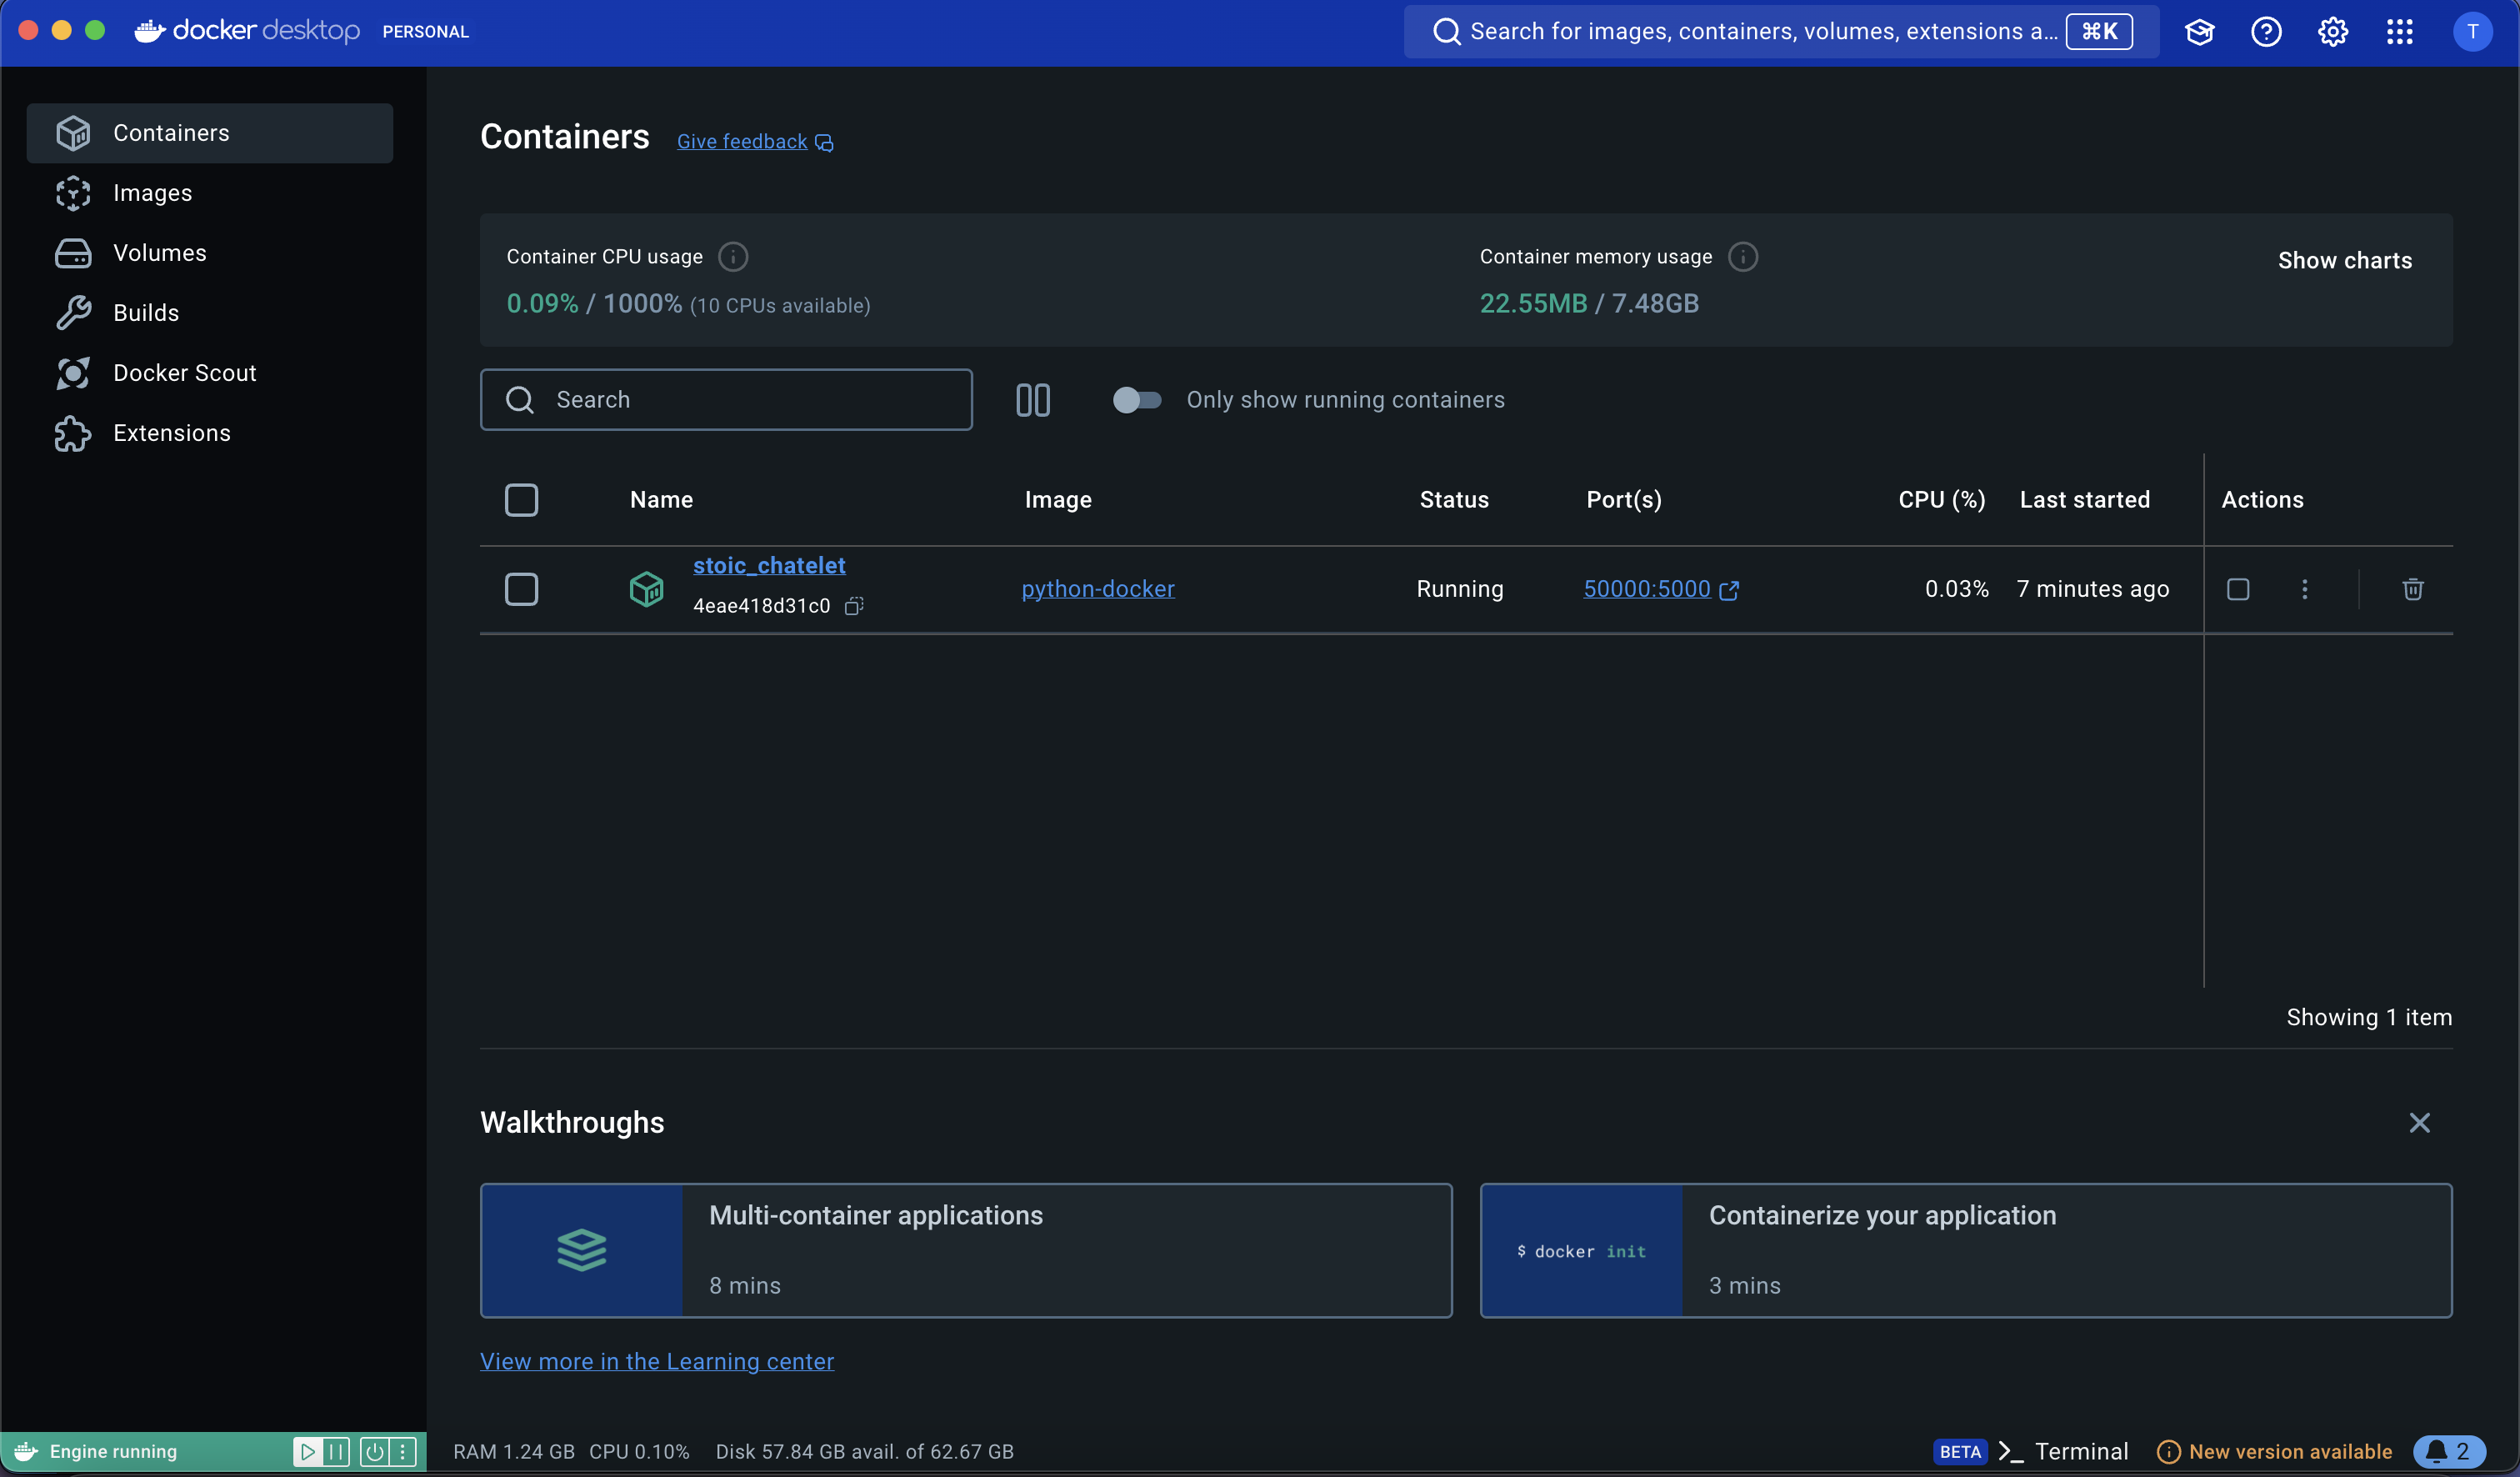 docker desktop PERSONAL
Search for images, containers, volumes, extensions a... ⌘K
T
Containers
Images
Volumes
Builds
Docker Scout
Extensions
Containers Give feedback
Container CPU usage
0.09% / 1000% (10 CPUs available)
Container memory usage
22.55MB / 7.48GB
Show charts
Search
Only show running containers
Name Image Status Port(s) CPU (%) Last started Actions
stoic_chatelet
4eae418d31c0
python-docker Running 50000:5000 0.03% 7 minutes ago
Showing 1 item
Walkthroughs
Multi-container applications
8 mins
$ docker init
Containerize your application
3 mins
View more in the Learning center
Engine running
RAM 1.24 GB CPU 0.10% Disk 57.84 GB avail. of 62.67 GB
BETA >_ Terminal New version available 2